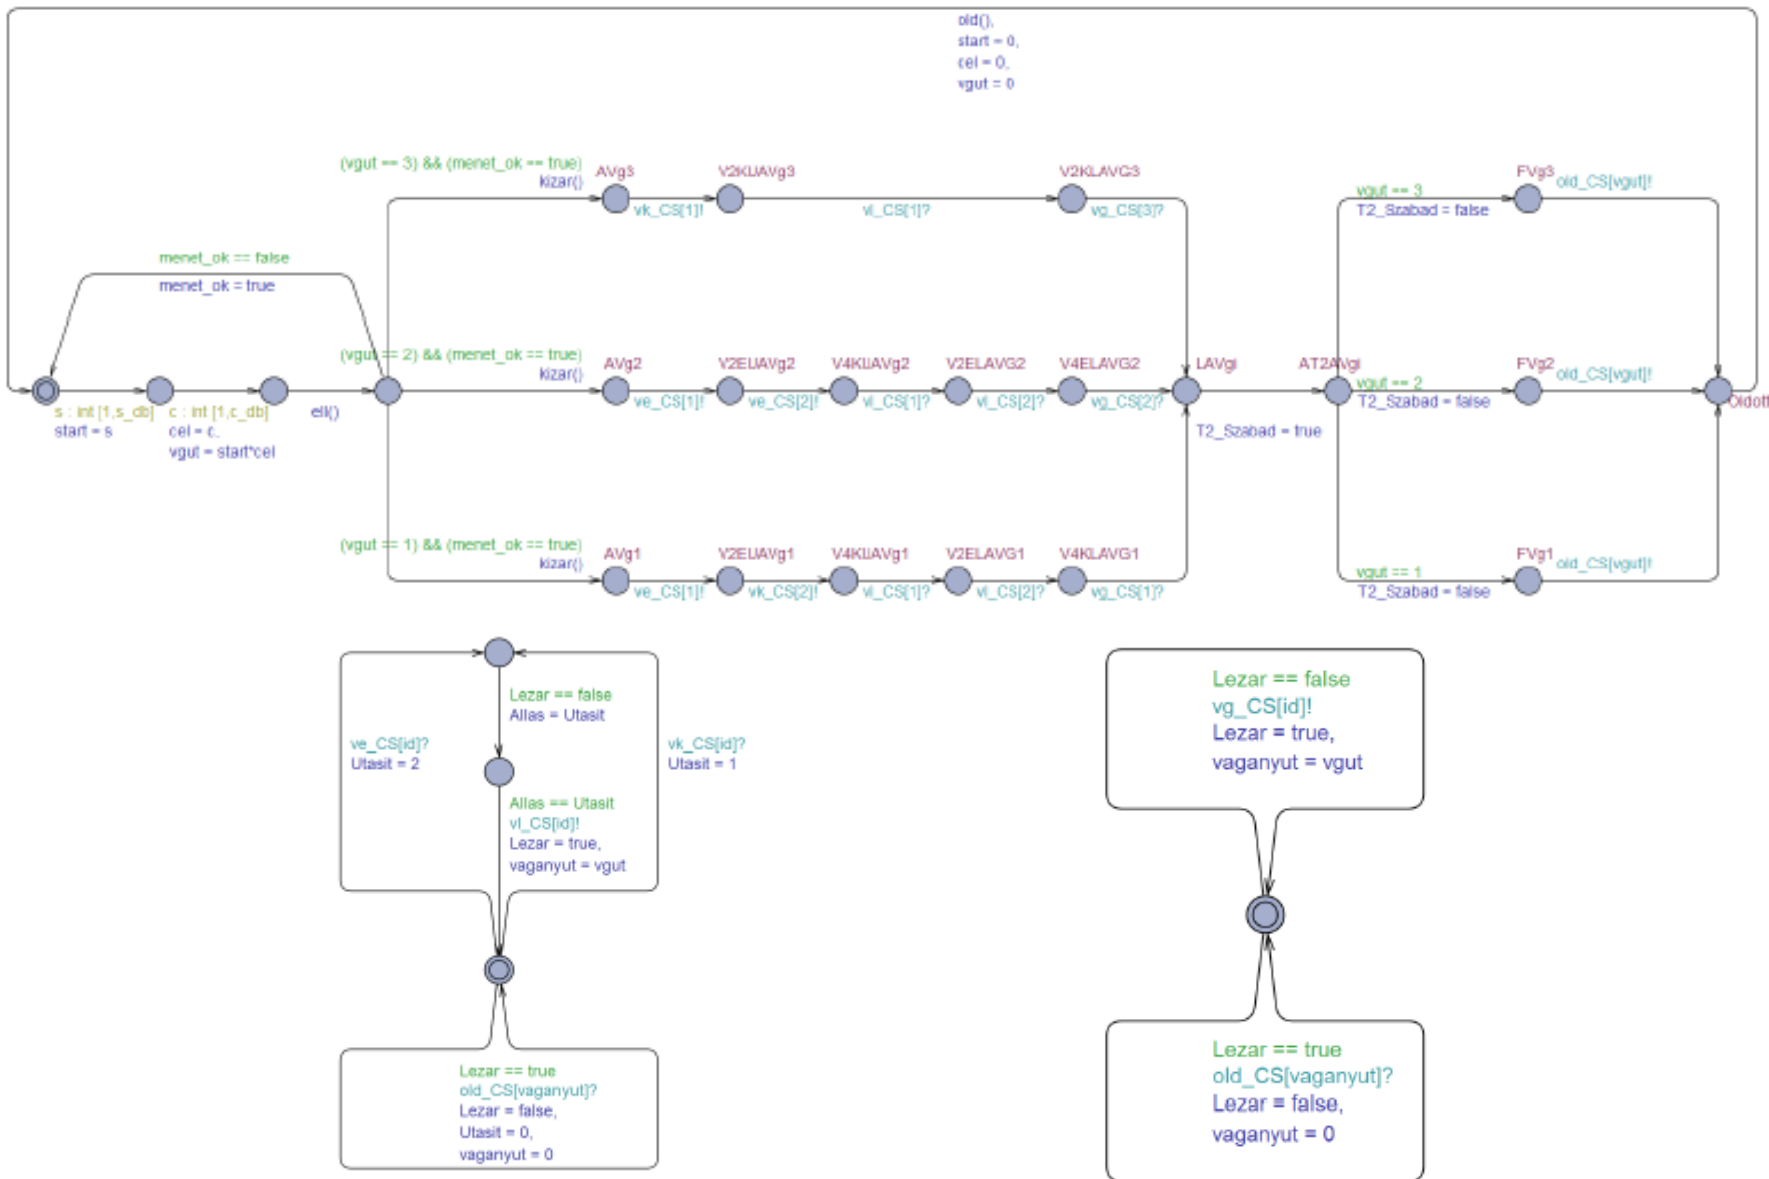 old(),
start = 0,
cel = 0,
vgut = 0
(vgut == 3) && (menet_ok == true)
kizar()
AVg3
V2KUAVg3
V2KLAVG3
vk_CS[1]!
vl_CS[1]?
vg_CS[3]?
vgut == 3
T2_Szabad = false
FVg3
old_CS[vgut]!
menet_ok == false
menet_ok = true
(vgut == 2) && (menet_ok == true)
kizar()
AVg2
V2EUAVg2
V4KUAVg2
V2ELAVG2
V4ELAVG2
LAVgi
AT2AVgi
ve_CS[1]!
ve_CS[2]!
vl_CS[1]?
vl_CS[2]?
vg_CS[2]?
vgut == 2
T2_Szabad = false
FVg2
old_CS[vgut]!
Oldott
s : int [1,s_db]
start = s
c : int [1,c_db]
cel = c,
vgut = start*cel
ell()
T2_Szabad = true
(vgut == 1) && (menet_ok == true)
kizar()
AVg1
V2EUAVg1
V4KUAVg1
V2ELAVG1
V4KLAVG1
ve_CS[1]!
vk_CS[2]!
vl_CS[1]?
vl_CS[2]?
vg_CS[1]?
vgut == 1
T2_Szabad = false
FVg1
old_CS[vgut]!
Lezar == false
Allas = Utasit
ve_CS[id]?
Utasit = 2
vk_CS[id]?
Utasit = 1
Allas == Utasit
vl_CS[id]!
Lezar = true,
vaganyut = vgut
Lezar == true
old_CS[vaganyut]?
Lezar = false,
Utasit = 0,
vaganyut = 0
Lezar == false
vg_CS[id]!
Lezar = true,
vaganyut = vgut
Lezar == true
old_CS[vaganyut]?
Lezar = false,
vaganyut = 0